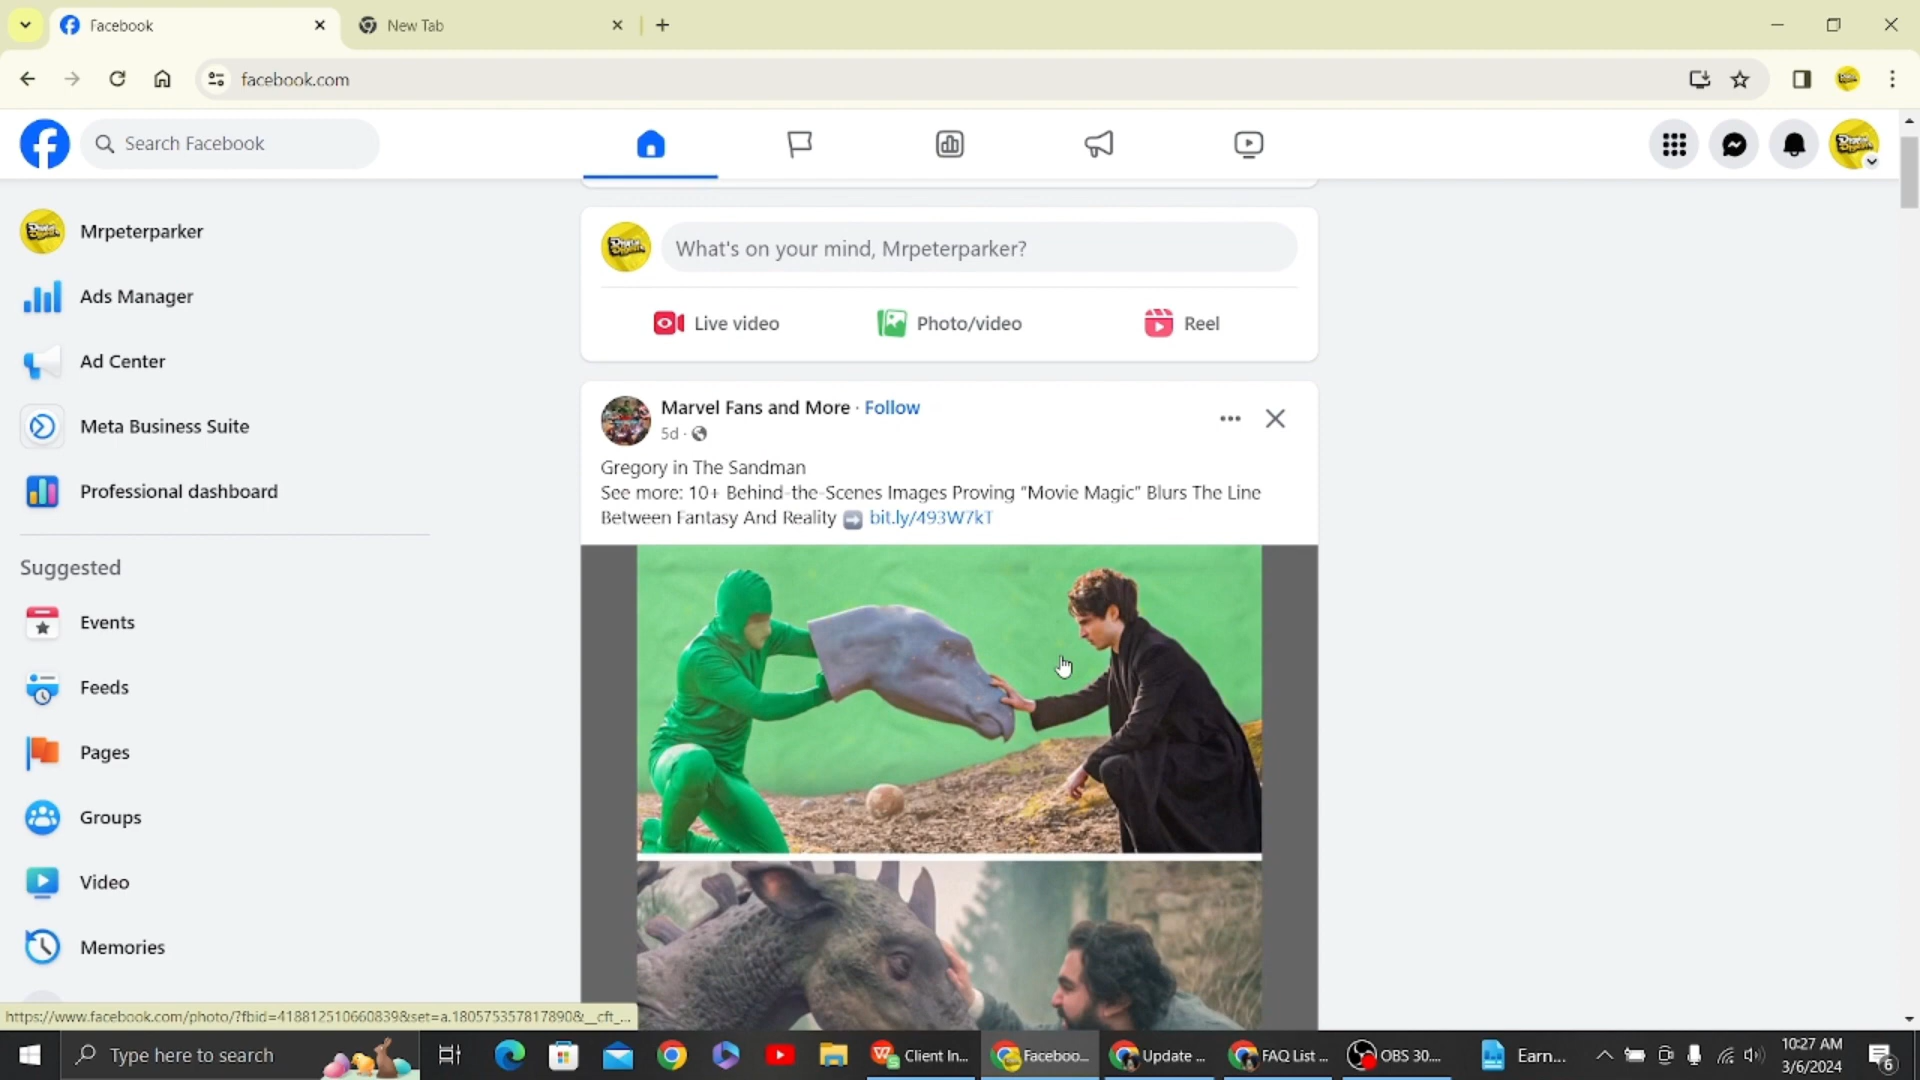 Facebook
New Tab
facebook.com
Search Facebook
Mrpeterparker
Ads Manager
Ad Center
Meta Business Suite
Professional dashboard
Suggested
Events
Feeds
Pages
Groups
Video
Memories
What's on your mind, Mrpeterparker?
Live video
Photo/video
Reel
Marvel Fans and More · Follow
5d ·
Gregory in The Sandman
See more: 10+ Behind-the-Scenes Images Proving “Movie Magic” Blurs The Line
Between Fantasy And Reality ➡ bit.ly/493W7kT
https://www.facebook.com/photo/?fbid=418812510660839&set=a.180575357817890&__cft_...
Type here to search
Client In...
Faceboo...
Update ...
FAQ List ...
OBS 30....
Earn...
10:27 AM
3/6/2024
6